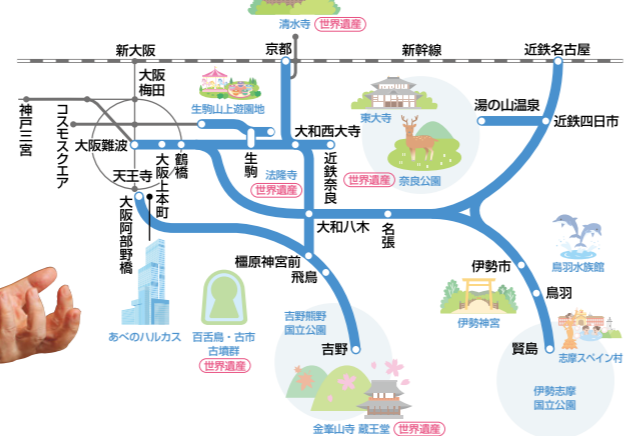 清水寺 世界遺産
新大阪
京都
新幹線
近鉄名古屋
大阪
梅田
神戸三宮
コスモスクエア
生駒山上遊園地
東大寺
湯の山温泉
近鉄四日市
大阪難波
大阪上本町
鶴橋
生駒
大和西大寺
近鉄奈良
世界遺産
奈良公園
法隆寺
世界遺産
天王寺
大阪阿部野橋
大和八木
名張
橿原神宮前
飛鳥
伊勢市
鳥羽
鳥羽水族館
伊勢神宮
あべのハルカス
百舌鳥・古市
古墳群
世界遺産
吉野熊野
国立公園
吉野
賢島
志摩スペイン村
伊勢志摩
国立公園
金峯山寺 蔵王堂 世界遺産